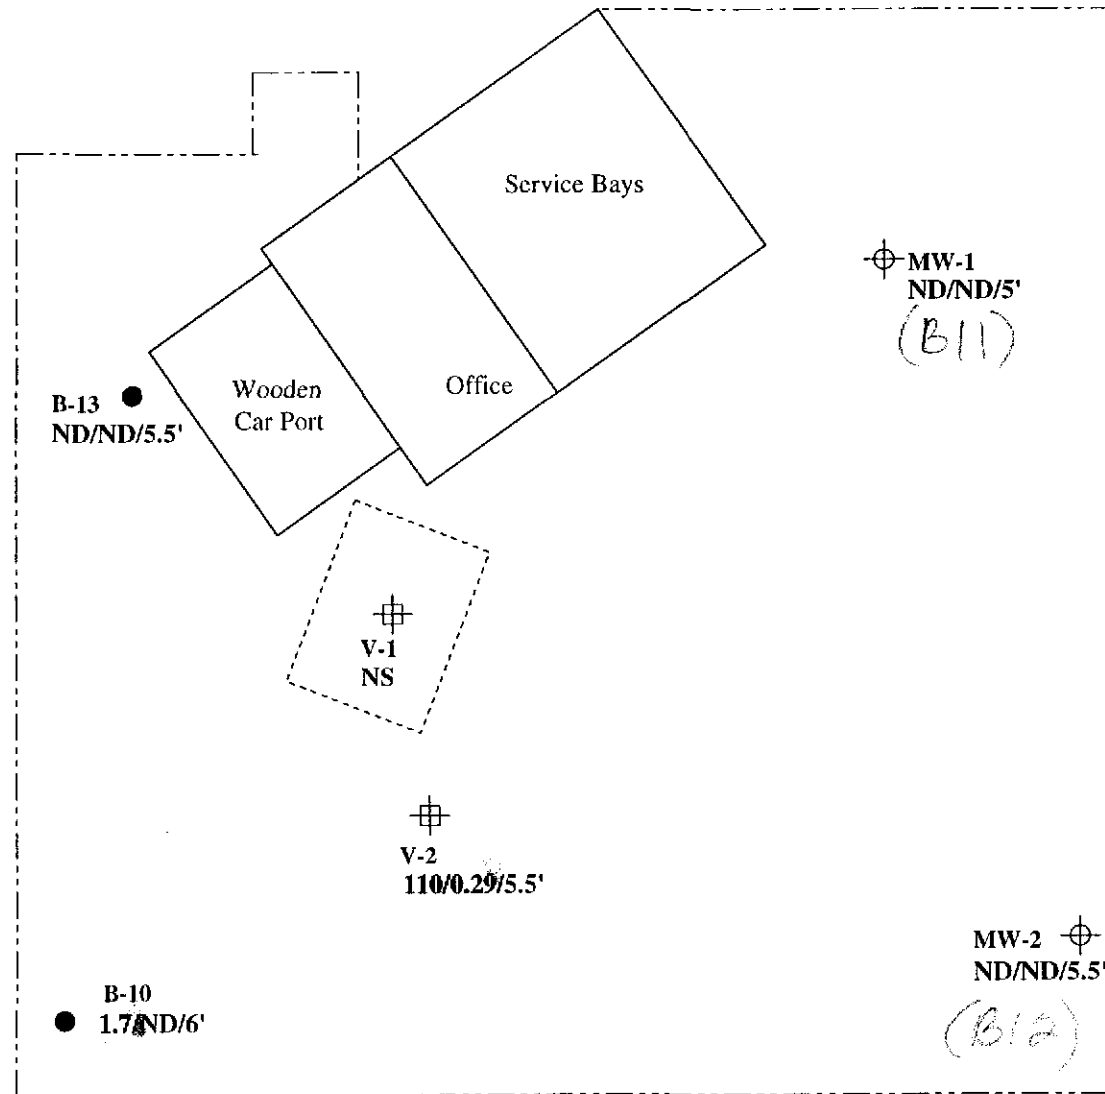 Service Bays
MW-1
ND/ND/5'
(B11)
Wooden
Car Port
Office
B-13
ND/ND/5.5'
V-1
NS
V-2
110/0.29/5.5'
MW-2
ND/ND/5.5'
(B12)
B-10
1.7/ND/6'